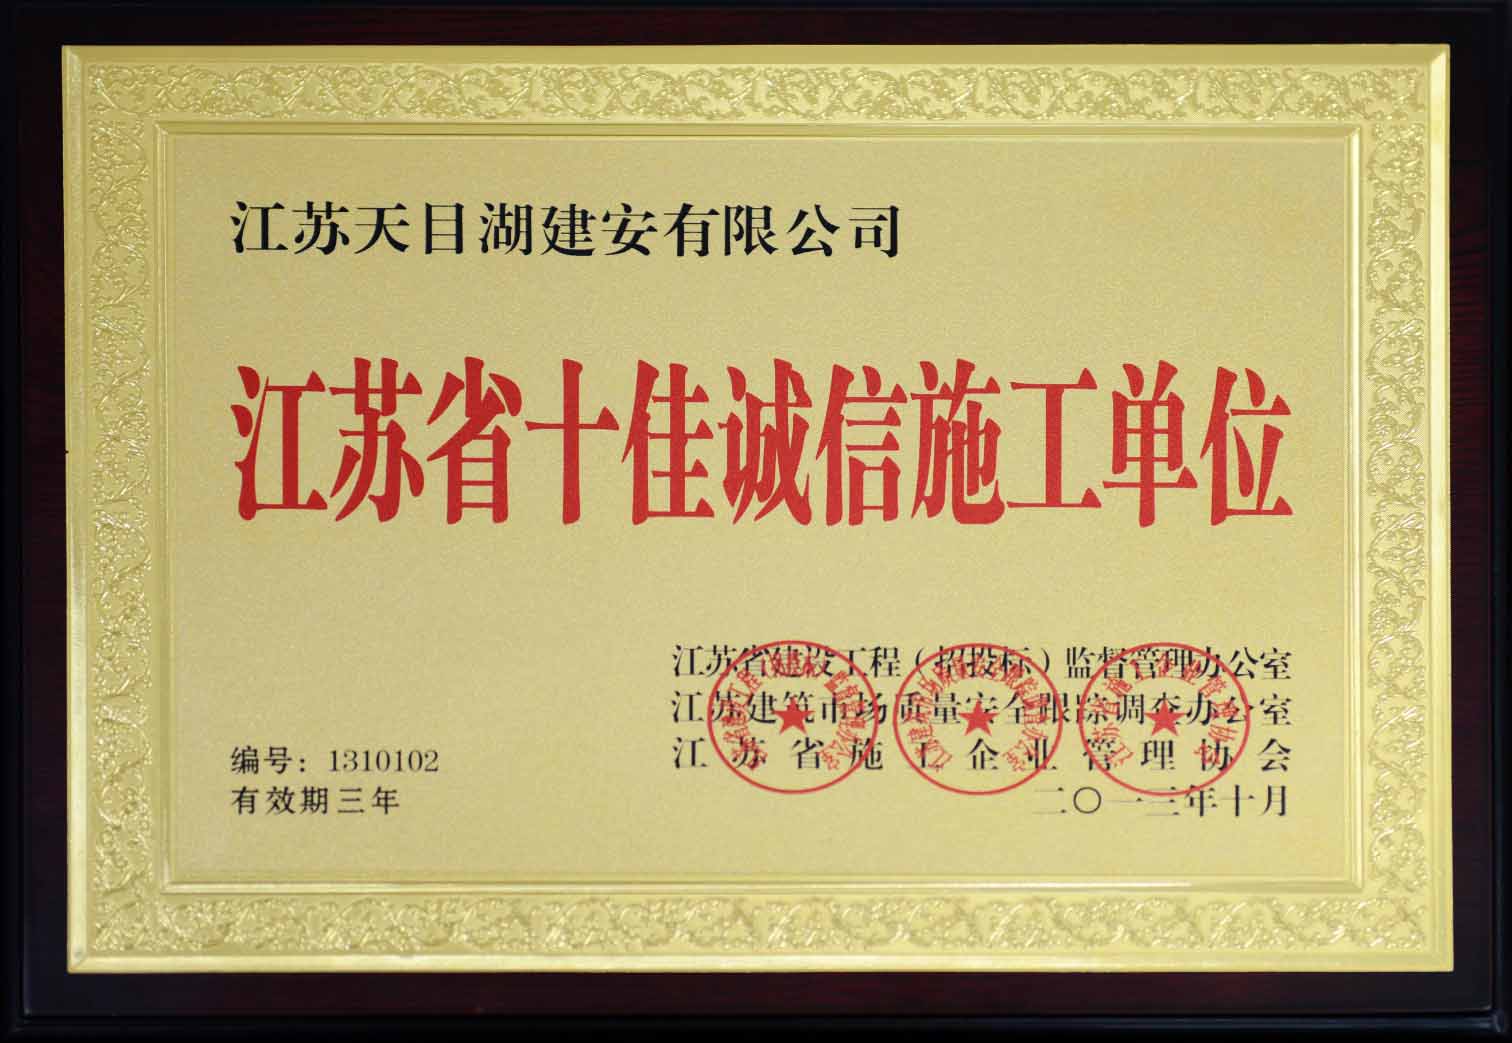 江苏天目湖建安有限公司
江苏省十佳诚信施工单位
江苏省建设工程（招投标）监督管理办公室
江苏建筑市场质量安全跟踪调查办公室
江苏省施工企业管理协会
二〇一三年十月
编号：1310102
有效期三年